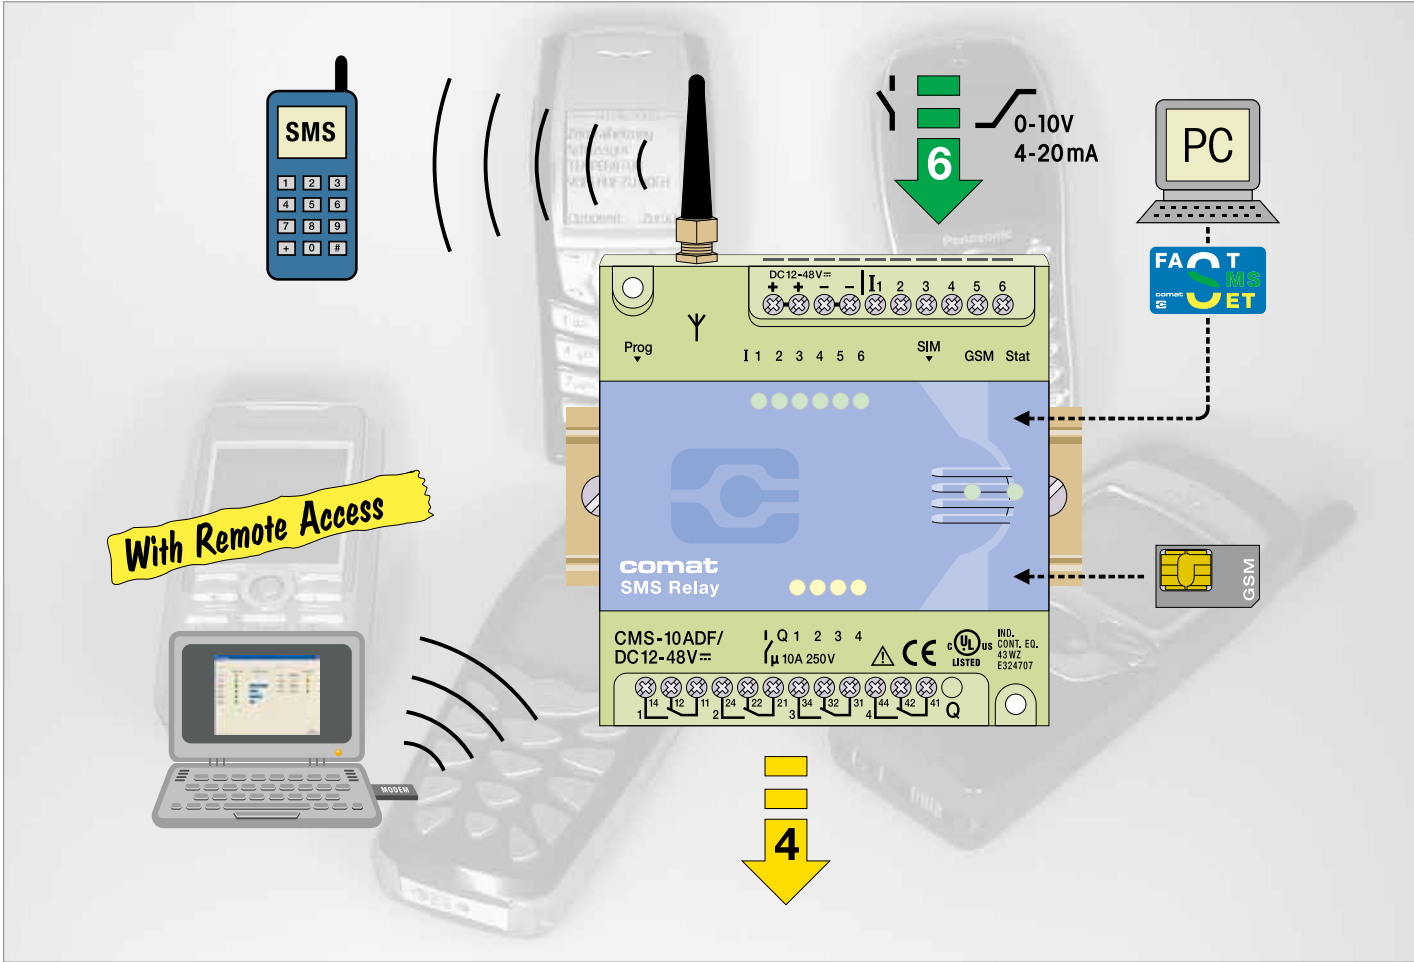 SMS
1 2 3
4 5 6
7 8 9
+ 0 #
6
0-10V
4-20mA
PC
FAST
SMS
SET
comat
DC12-48V⎓
+ + − − I1 2 3 4 5 6
Prog
I 1 2 3 4 5 6
SIM
GSM Stat
Panasonic
With Remote Access
comat
SMS Relay
GSM
CMS-10ADF/
DC12-48V⎓
Q 1 2 3 4
µ 10A 250V
CE
C UL US
LISTED
IND.
CONT. EQ.
43WZ
E324707
14 12 11 24 22 21 34 32 31 44 42 41
1 2 3 4 Q
MODEM
4